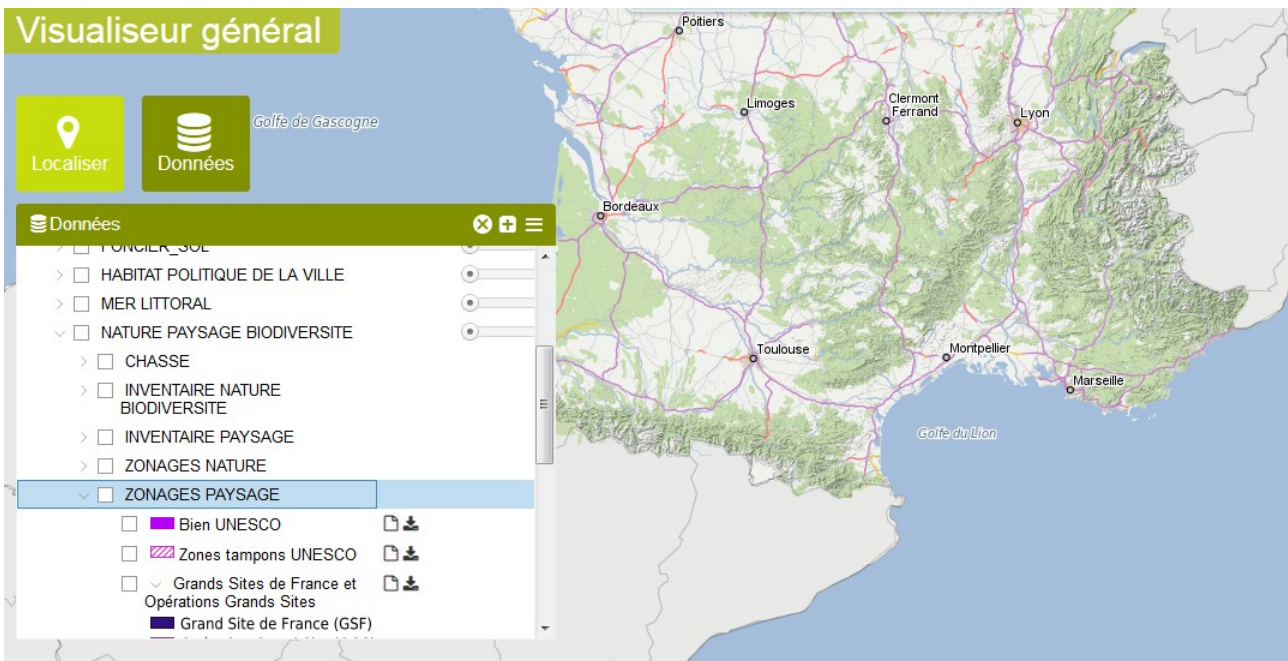 Visualiseur général
Poitiers
Limoges
Clermont
Ferrand
Lyon
Golfe de Gascogne
Localiser
Données
Bordeaux
Données
FONCIER_SOL
HABITAT POLITIQUE DE LA VILLE
MER LITTORAL
NATURE PAYSAGE BIODIVERSITE
CHASSE
INVENTAIRE NATURE
BIODIVERSITE
INVENTAIRE PAYSAGE
ZONAGES NATURE
ZONAGES PAYSAGE
Bien UNESCO
Zones tampons UNESCO
Grands Sites de France et
Opérations Grands Sites
Grand Site de France (GSF)
Toulouse
Montpellier
Marseille
Golfe du Lion